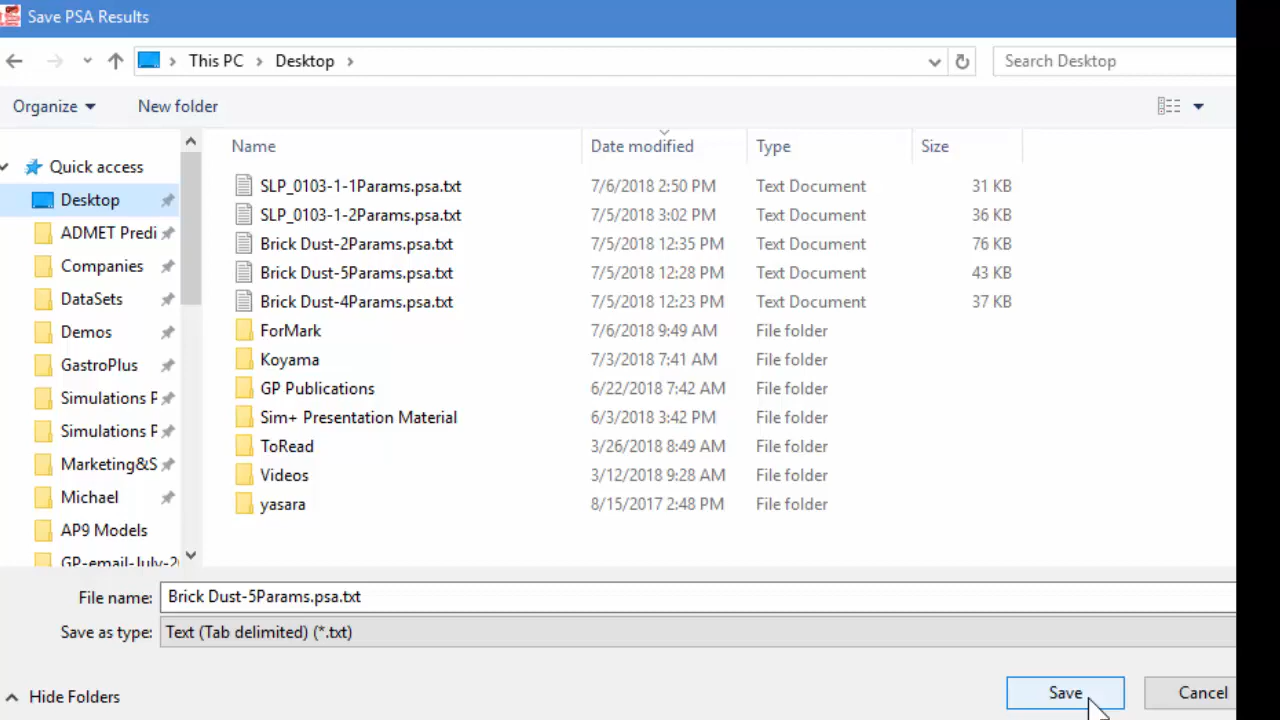 Save PSA Results
This PC > Desktop >
Search Desktop
Organize
New folder
Name Date modified Type Size
Quick access
Desktop
ADMET Predi
Companies
DataSets
Demos
GastroPlus
Simulations P
Simulations P
Marketing&S
Michael
AP9 Models
GP-email-July-2
SLP_0103-1-1Params.psa.txt 7/6/2018 2:50 PM Text Document 31 KB
SLP_0103-1-2Params.psa.txt 7/5/2018 3:02 PM Text Document 36 KB
Brick Dust-2Params.psa.txt 7/5/2018 12:35 PM Text Document 76 KB
Brick Dust-5Params.psa.txt 7/5/2018 12:28 PM Text Document 43 KB
Brick Dust-4Params.psa.txt 7/5/2018 12:23 PM Text Document 37 KB
ForMark 7/6/2018 9:49 AM File folder
Koyama 7/3/2018 7:41 AM File folder
GP Publications 6/22/2018 7:42 AM File folder
Sim+ Presentation Material 6/3/2018 3:42 PM File folder
ToRead 3/26/2018 8:49 AM File folder
Videos 3/12/2018 9:28 AM File folder
yasara 8/15/2017 2:48 PM File folder
File name: Brick Dust-5Params.psa.txt
Save as type: Text (Tab delimited) (*.txt)
Hide Folders
Save
Cancel